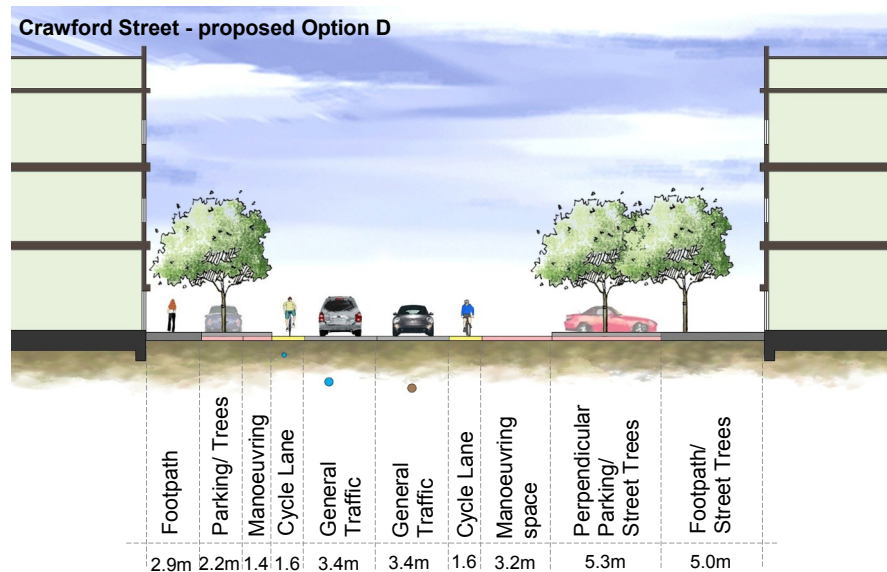 Crawford Street - proposed Option D
Footpath
Parking/ Trees
Manoeuvring
Cycle Lane
General
Traffic
General
Traffic
Cycle Lane
Manoeuvring
space
Perpendicular
Parking/
Street Trees
Footpath/
Street Trees
2.9m 2.2m 1.4 1.6 3.4m 3.4m 1.6 3.2m 5.3m 5.0m